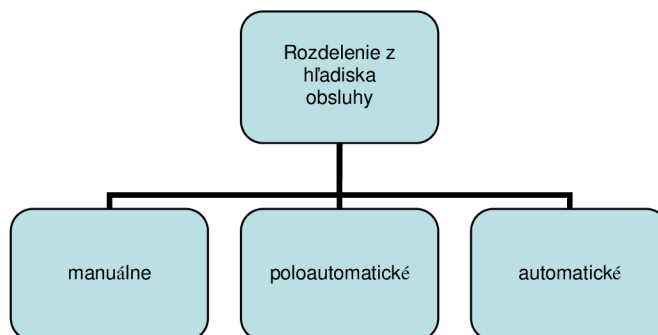 Rozdelenie z
hľadiska
obsluhy
manuálne
poloautomatické
automatické